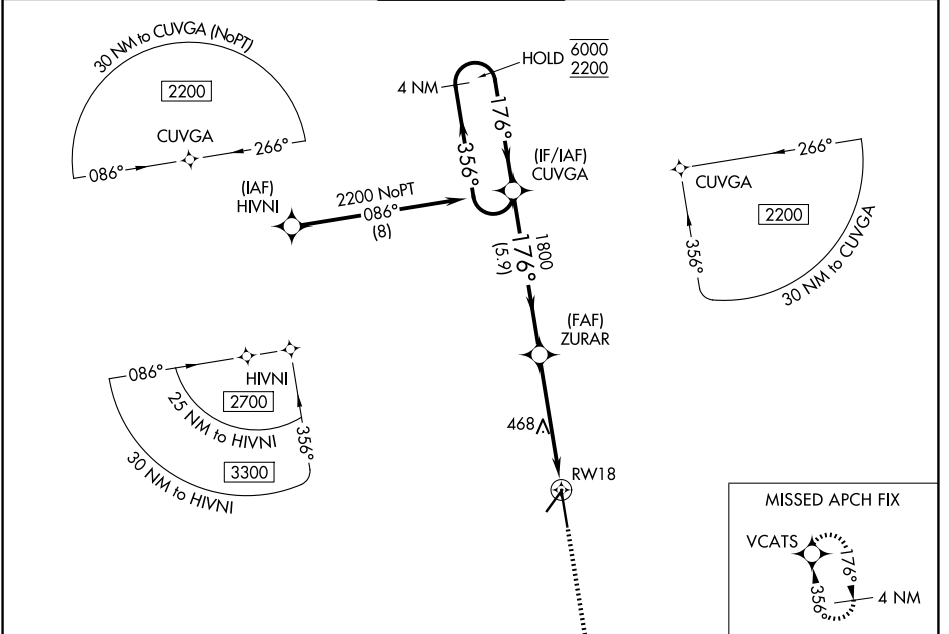 30 NM to CUVGA (NoPT)
2200
CUVGA
086°
266°
HOLD 6000
2200
4 NM
176°
356°
(IF/IAF)
CUVGA
(IAF)
HIVNI
2200 NoPT
086°
(8)
1800
176°
(5.9)
266°
CUVGA
2200
356°
30 NM to CUVGA
(FAF)
ZURAR
086°
HIVNI
2700
25 NM to HIVNI
356°
3300
30 NM to HIVNI
468
RW18
MISSED APCH FIX
VCATS
176°
356°
4 NM